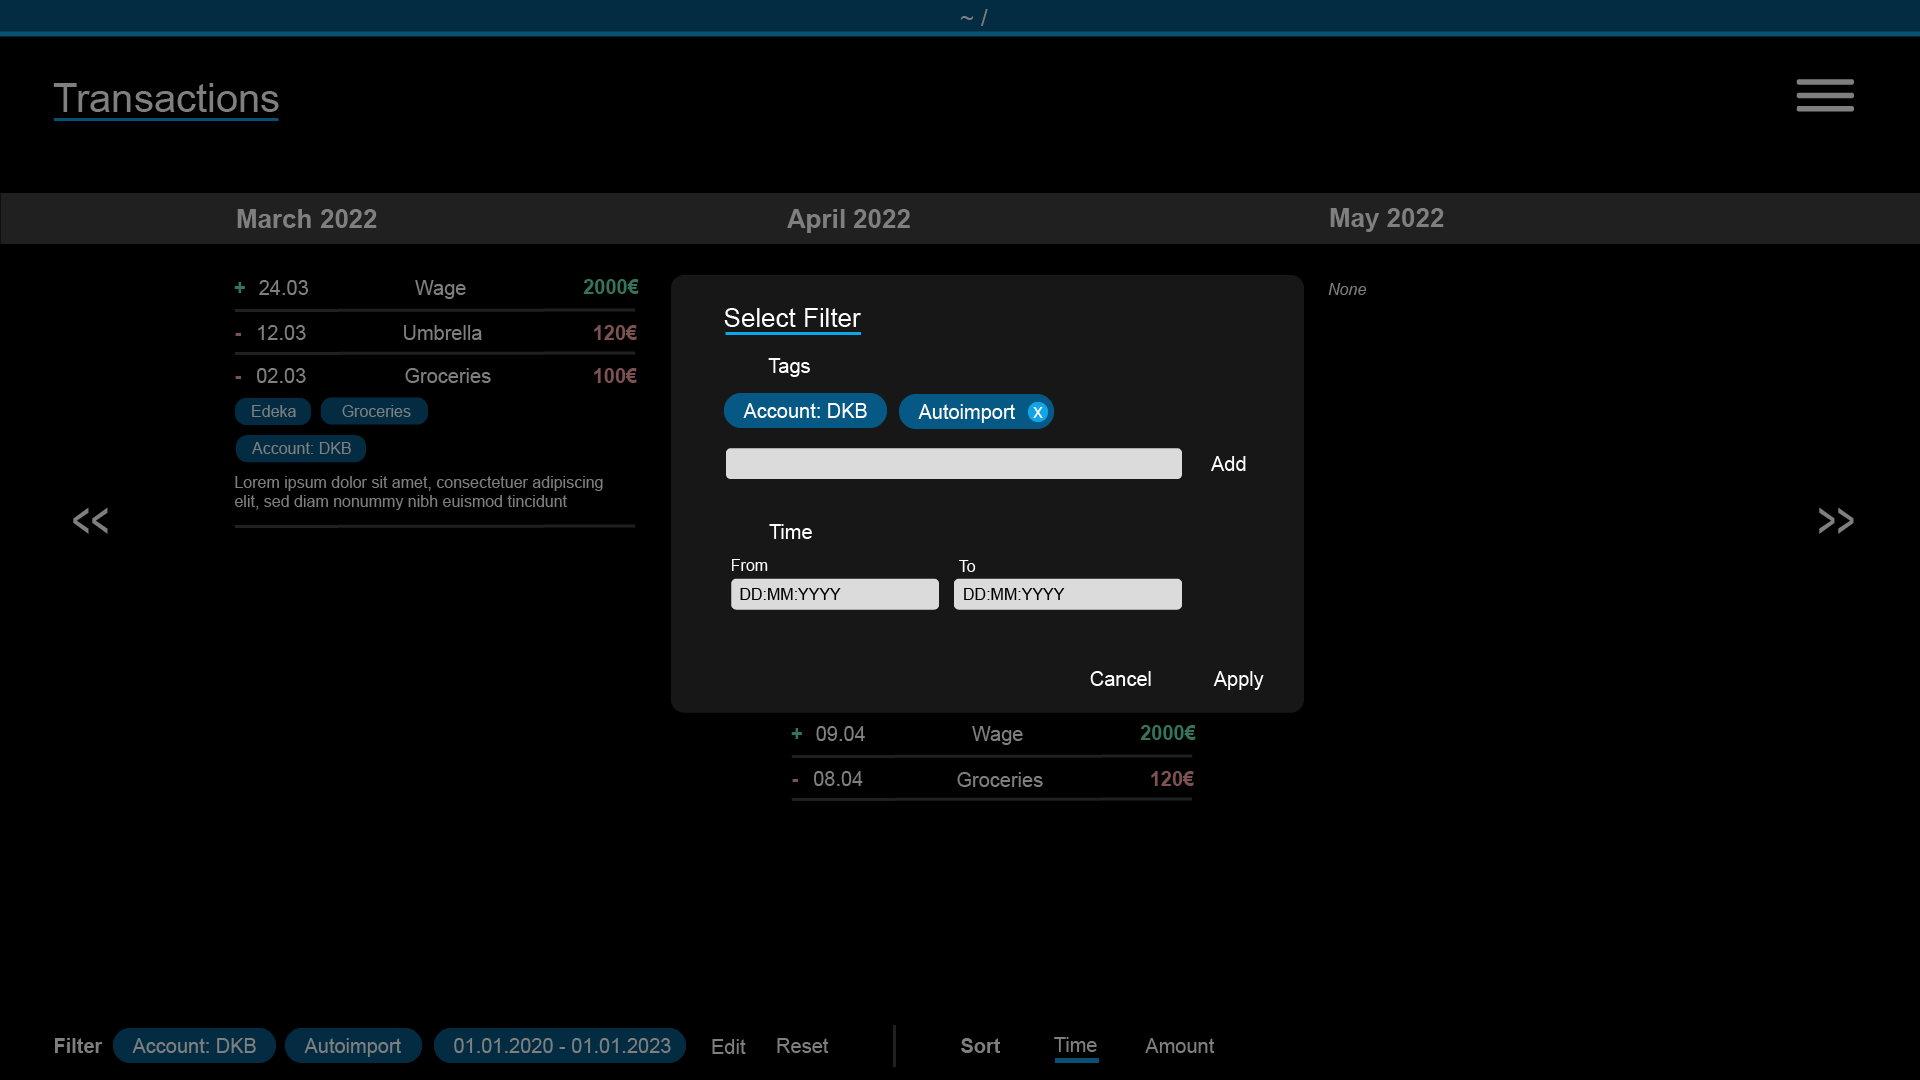 ~ /
Transactions
March 2022
April 2022
May 2022
+ 24.03 Wage 2000€
- 12.03 Umbrella 120€
- 02.03 Groceries 100€
Edeka Groceries
Account: DKB
Lorem ipsum dolor sit amet, consectetuer adipiscing
elit, sed diam nonummy nibh euismod tincidunt
<<
Select Filter
Tags
Account: DKB Autoimport X
Add
Time
From To
DD:MM:YYYY DD:MM:YYYY
Cancel Apply
+ 09.04 Wage 2000€
- 08.04 Groceries 120€
None
>>
Filter Account: DKB Autoimport 01.01.2020 - 01.01.2023 Edit Reset Sort Time Amount